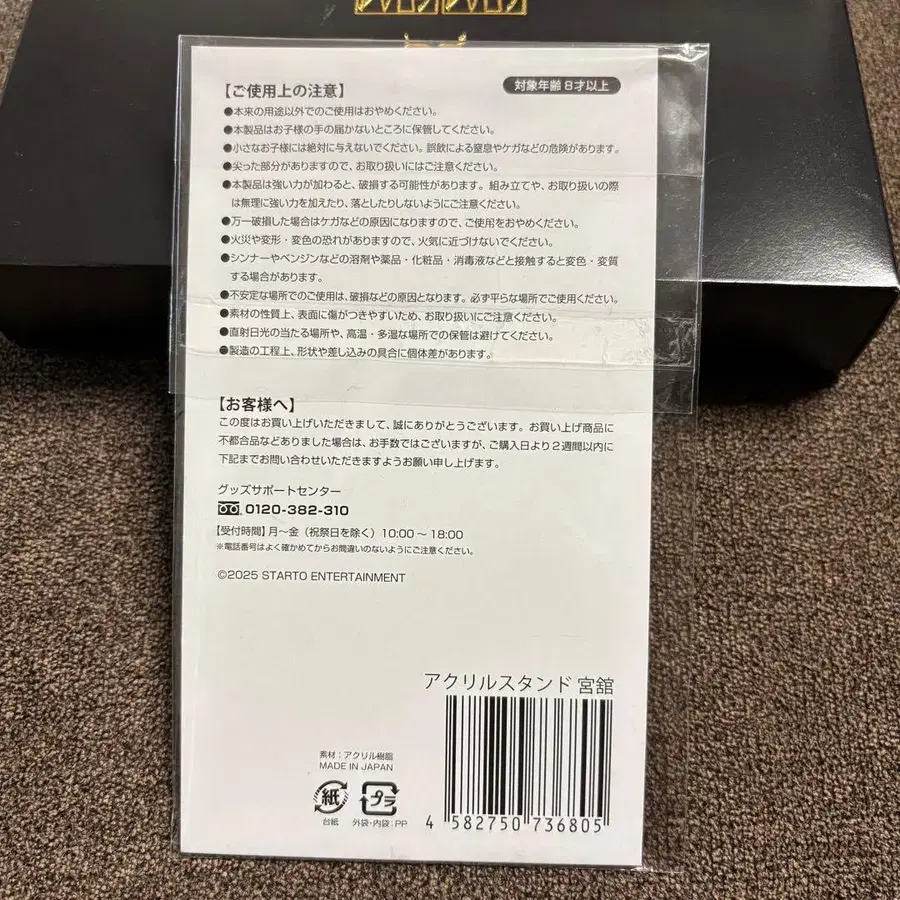 【ご使用上の注意】
対象年齢8才以上
●本来の用途以外でのご使用はおやめください。
●本製品はお子様の手の届かないところに保管してください。
●小さなお子様には絶対に与えないでください。誤飲による窒息やケガなどの危険があります。
●尖った部分がありますので、お取り扱いにはご注意ください。
●本製品は強い力が加わると、破損する可能性があります。組み立てや、お取り扱いの際
は無理に強い力を加えたり、落としたりしないようにご注意ください。
●万一破損した場合はケガなどの原因になりますので、ご使用をおやめください。
●火災や変形・変色の恐れがありますので、火気に近づけないでください。
●シンナーやベンジンなどの溶剤や薬品・化粧品・消毒液などと接触すると変色・変質
する場合があります。
●不安定な場所でのご使用は、破損などの原因となります。必ず平らな場所でご使用ください。
●素材の性質上、表面に傷がつきやすいため、お取り扱いにご注意ください。
●直射日光の当たる場所や、高温・多湿な場所での保管は避けてください。
●製造の工程上、形状や差し込みの具合に個体差があります。
【お客様へ】
この度はお買い上げいただきまして、誠にありがとうございます。お買い上げ商品に
不都合品などありました場合は、お手数ではございますが、ご購入日より2週間以内に
下記までお問い合わせいただきますようお願い申し上げます。
グッズサポートセンター
0120-382-310
【受付時間】月〜金（祝祭日を除く）10:00〜18:00
※電話番号はよく確かめてからお間違いのないようにご注意ください。
©2025 STARTO ENTERTAINMENT
アクリルスタンド 宮舘
素材：アクリル樹脂
MADE IN JAPAN
紙
プラ
台紙
外袋・内袋：PP
4 582750 736805